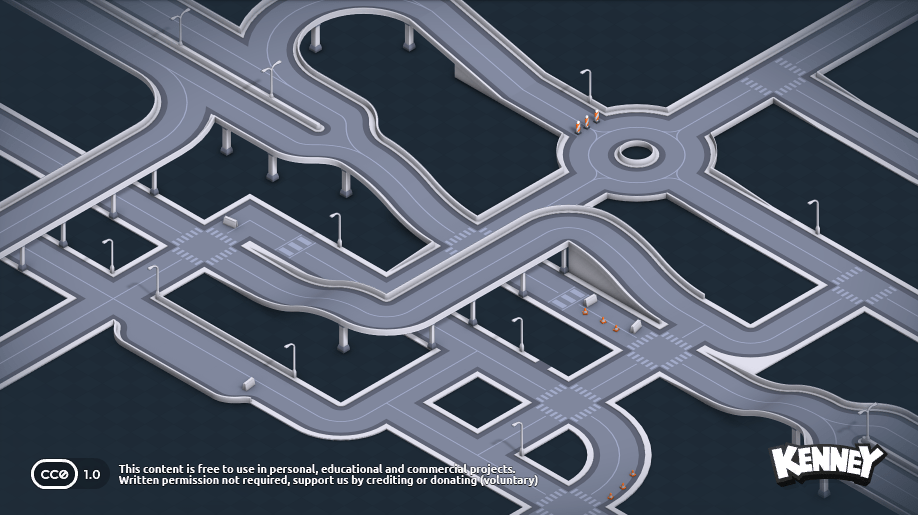 CC0 1.0
This content is free to use in personal, educational and commercial projects.
Written permission not required, support us by crediting or donating (voluntary)
KENNEY